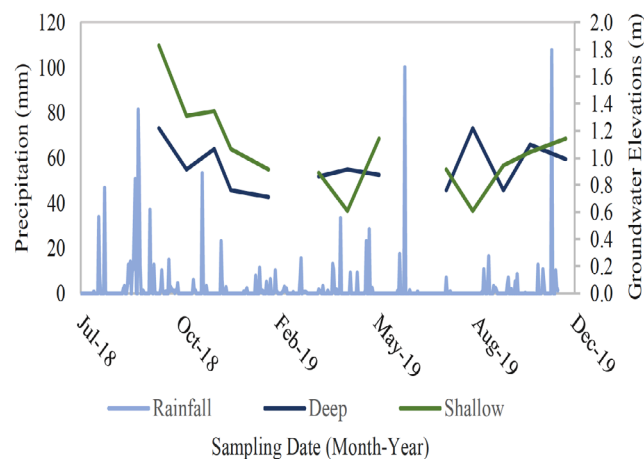 Precipitation (mm)
120
100
80
60
40
20
0
2.0
1.8
1.6
1.4
1.2
1.0
0.8
0.6
0.4
0.2
0.0
Groundwater Elevations (m)
Jul-18
Oct-18
Feb-19
May-19
Aug-19
Dec-19
Rainfall Deep Shallow
Sampling Date (Month-Year)